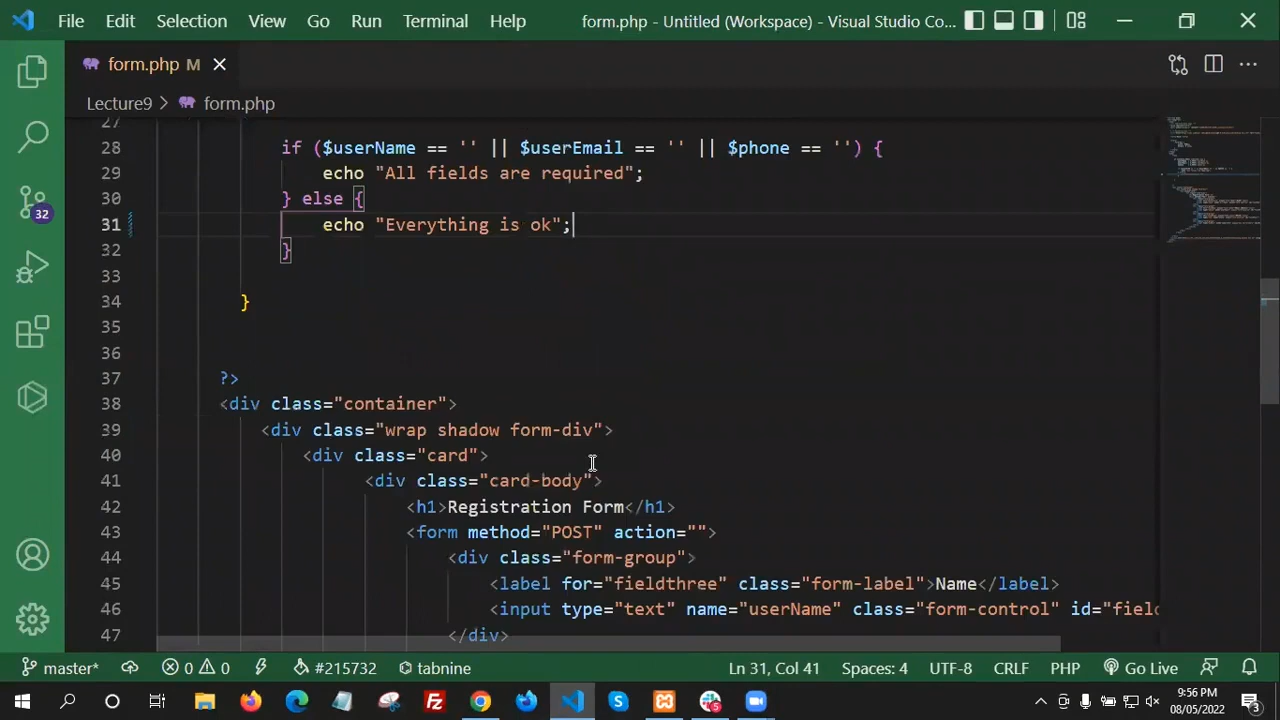 File Edit Selection View Go Run Terminal Help form.php - Untitled (Workspace) - Visual Studio Co...
form.php M
Lecture9 > form.php
27
28 if ($userName == '' || $userEmail == '' || $phone == '') {
29 echo "All fields are required";
30 } else {
31 echo "Everything is ok";
32 }
33
34 }
35
36
37 ?>
38 <div class="container">
39 <div class="wrap shadow form-div">
40 <div class="card">
41 <div class="card-body">
42 <h1>Registration Form</h1>
43 <form method="POST" action="">
44 <div class="form-group">
45 <label for="fieldthree" class="form-label">Name</label>
46 <input type="text" name="userName" class="form-control" id="fiel
47 </div>
32
master* 0 0 #215732 tabnine Ln 31, Col 41 Spaces: 4 UTF-8 CRLF PHP Go Live
9:56 PM
08/05/2022
3